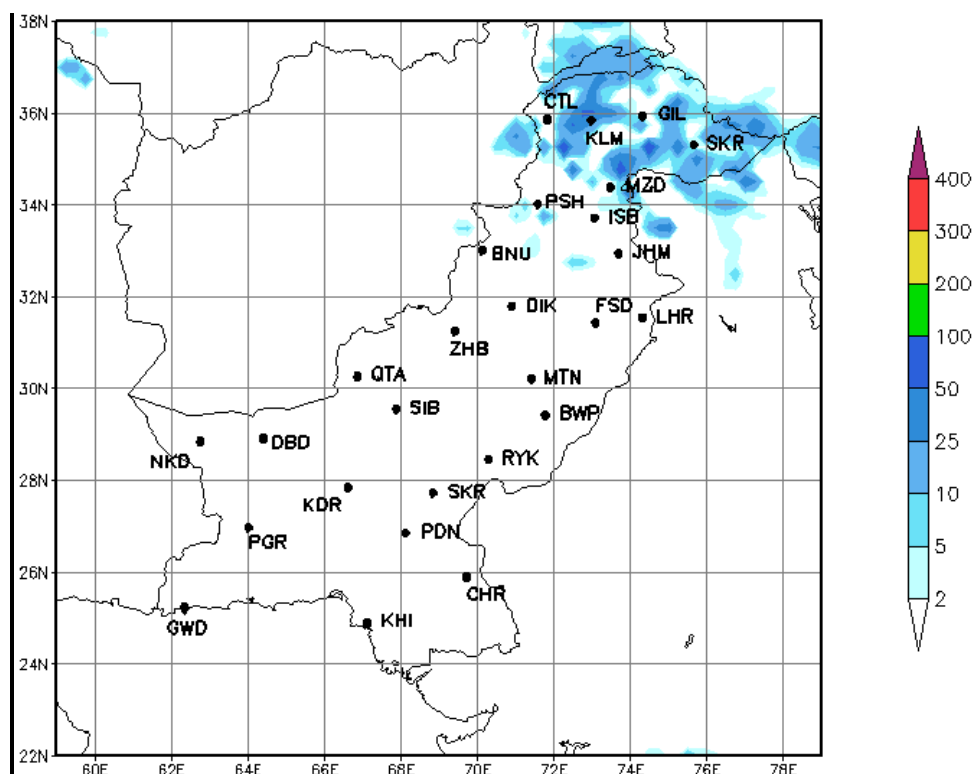 38N
36N
CTL
KLM
GIL
SKR
400
34N
PSH
MZD
ISB
300
BNU
JHM
200
32N
DIK
FSD
LHR
100
ZHB
30N
QTA
MTN
50
SIB
BWP
25
NKD
DBD
RYK
28N
KDR
SKR
10
PGR
PDN
5
26N
CHR
2
GWD
KHI
24N
22N
60E
62E
64E
66E
68E
70E
72E
74E
76E
78E